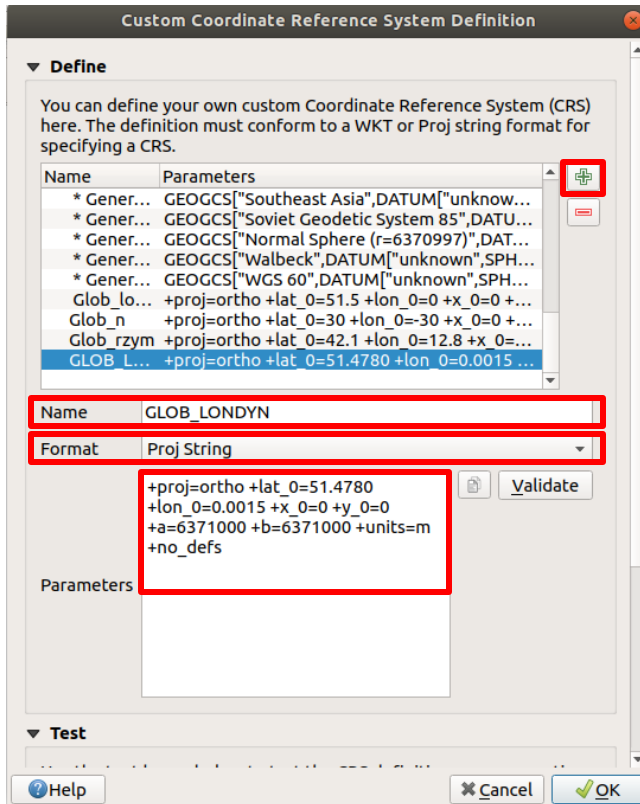 Custom Coordinate Reference System Definition
Define
You can define your own custom Coordinate Reference System (CRS)
here. The definition must conform to a WKT or Proj string format for
specifying a CRS.
Name Parameters
* Gener... GEOGCS["Southeast Asia",DATUM["unknow...
* Gener... GEOGCS["Soviet Geodetic System 85",DATU...
* Gener... GEOGCS["Normal Sphere (r=6370997)",DAT...
* Gener... GEOGCS["Walbeck",DATUM["unknown",SPH...
* Gener... GEOGCS["WGS 60",DATUM["unknown",SPH...
Glob_lo... +proj=ortho +lat_0=51.5 +lon_0=0 +x_0=0 +...
Glob_n +proj=ortho +lat_0=30 +lon_0=-30 +x_0=0 +...
Glob_rzym +proj=ortho +lat_0=42.1 +lon_0=12.8 +x_0=...
GLOB_L... +proj=ortho +lat_0=51.4780 +lon_0=0.0015 ...
Name GLOB_LONDYN
Format Proj String
+proj=ortho +lat_0=51.4780
+lon_0=0.0015 +x_0=0 +y_0=0
+a=6371000 +b=6371000 +units=m
+no_defs
Validate
Parameters
Test
Help Cancel OK